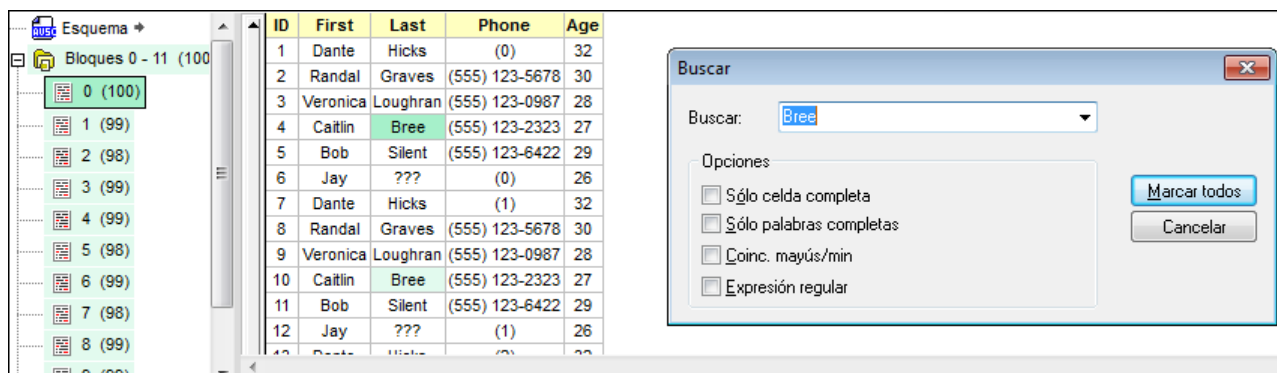 Esquema
Bloques 0 - 11 (100
0 (100)
1 (99)
2 (98)
3 (99)
4 (99)
5 (98)
6 (99)
7 (98)
8 (99)
ID First Last Phone Age
1 Dante Hicks (0) 32
2 Randal Graves (555) 123-5678 30
3 Veronica Loughran (555) 123-0987 28
4 Caitlin Bree (555) 123-2323 27
5 Bob Silent (555) 123-6422 29
6 Jay ??? (0) 26
7 Dante Hicks (1) 32
8 Randal Graves (555) 123-5678 30
9 Veronica Loughran (555) 123-0987 28
10 Caitlin Bree (555) 123-2323 27
11 Bob Silent (555) 123-6422 29
12 Jay ??? (1) 26
Buscar
Buscar: Bree
Opciones
Sólo celda completa
Sólo palabras completas
Coinc. mayús/min
Expresión regular
Marcar todos
Cancelar